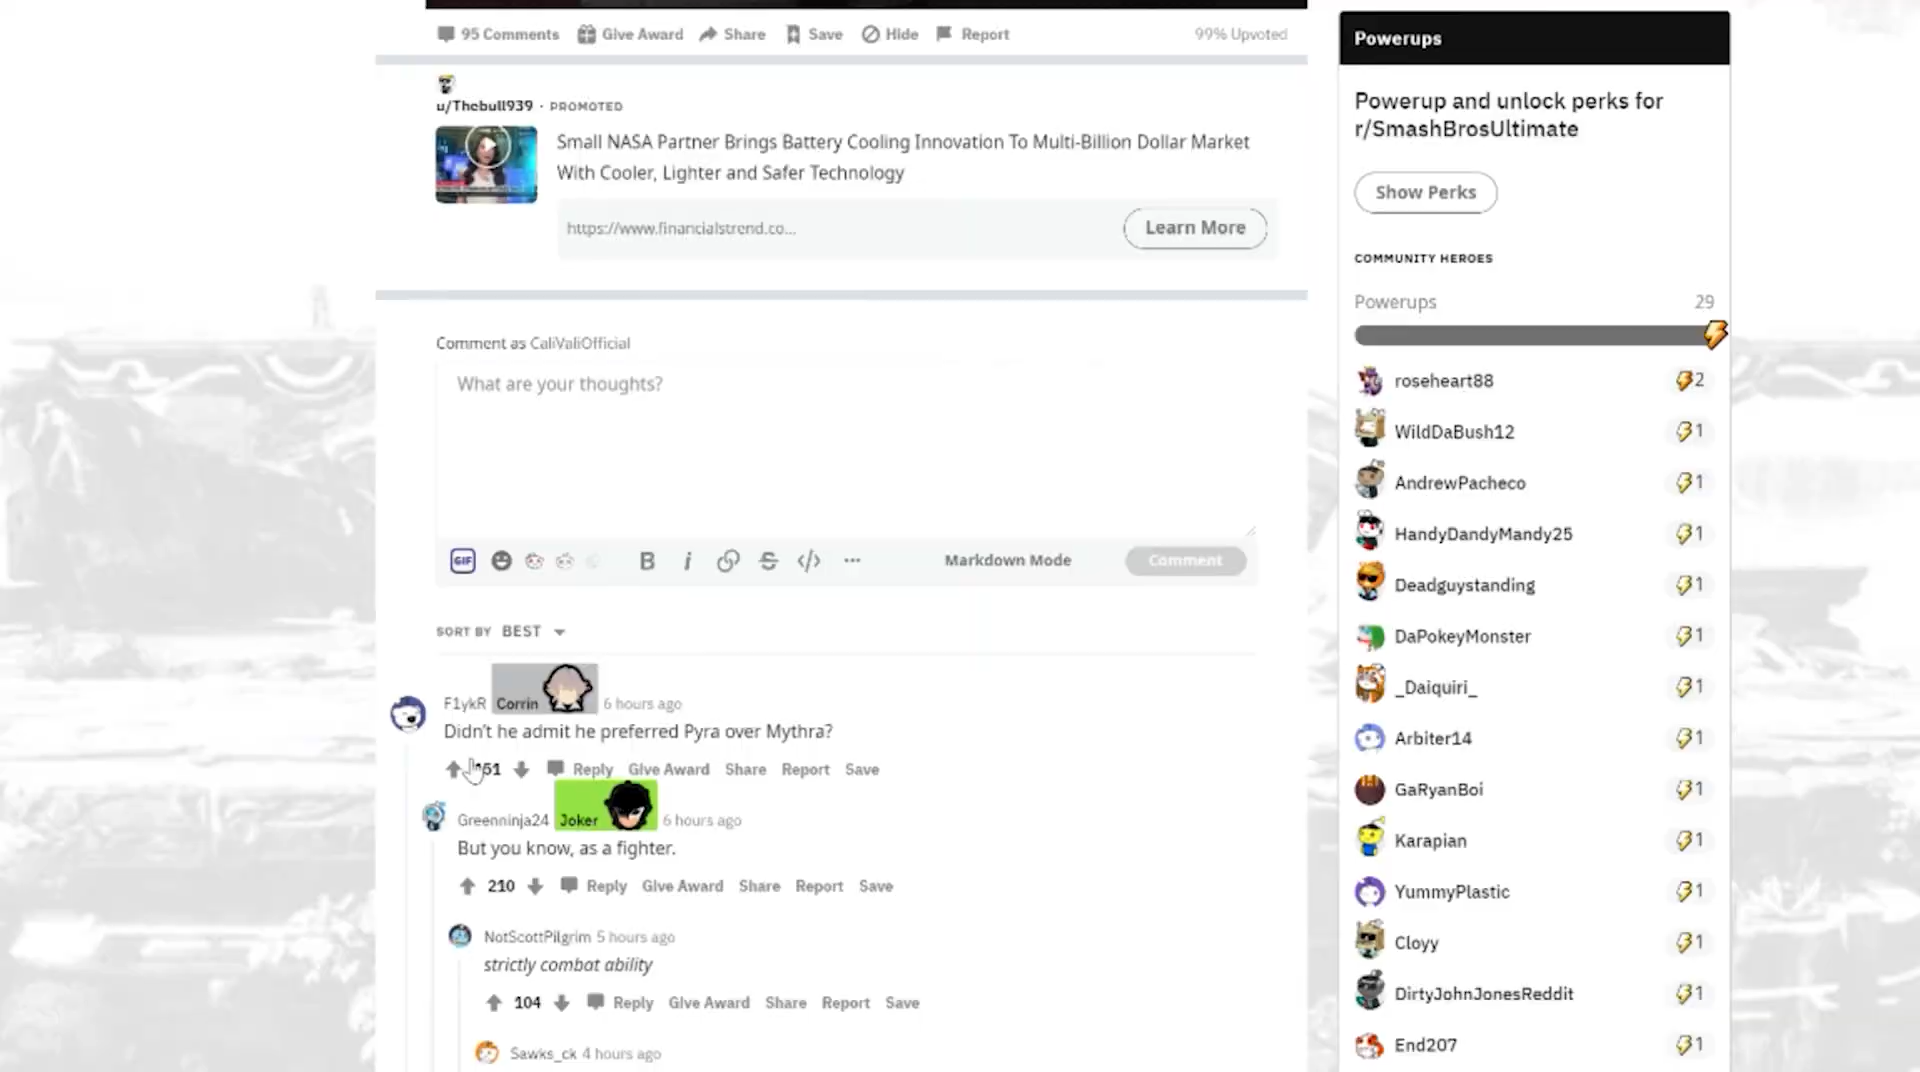 95 Comments Give Award Share Save Hide Report 99% Upvoted
u/Thebull939 · PROMOTED
Small NASA Partner Brings Battery Cooling Innovation To Multi-Billion Dollar Market
With Cooler, Lighter and Safer Technology
https://www.financialstrend.co...
Learn More
Comment as CaliValiOfficial
What are your thoughts?
GIF B i S </> ... Markdown Mode Comment
SORT BY BEST
F1ykR Corrin 6 hours ago
Didn't he admit he preferred Pyra over Mythra?
Reply Give Award Share Report Save
Greenninja24 Joker 6 hours ago
But you know, as a fighter.
210 Reply Give Award Share Report Save
NotScottPilgrim 5 hours ago
strictly combat ability
104 Reply Give Award Share Report Save
Sawks_ck 4 hours ago
Powerups
Powerup and unlock perks for
r/SmashBrosUltimate
Show Perks
COMMUNITY HEROES
Powerups 29
roseheart88 2
WildDaBush12 1
AndrewPacheco 1
HandyDandyMandy25 1
Deadguystanding 1
DaPokeyMonster 1
_Daiquiri_ 1
Arbiter14 1
GaRyanBoi 1
Karapian 1
YummyPlastic 1
Cloyy 1
DirtyJohnJonesReddit 1
End207 1